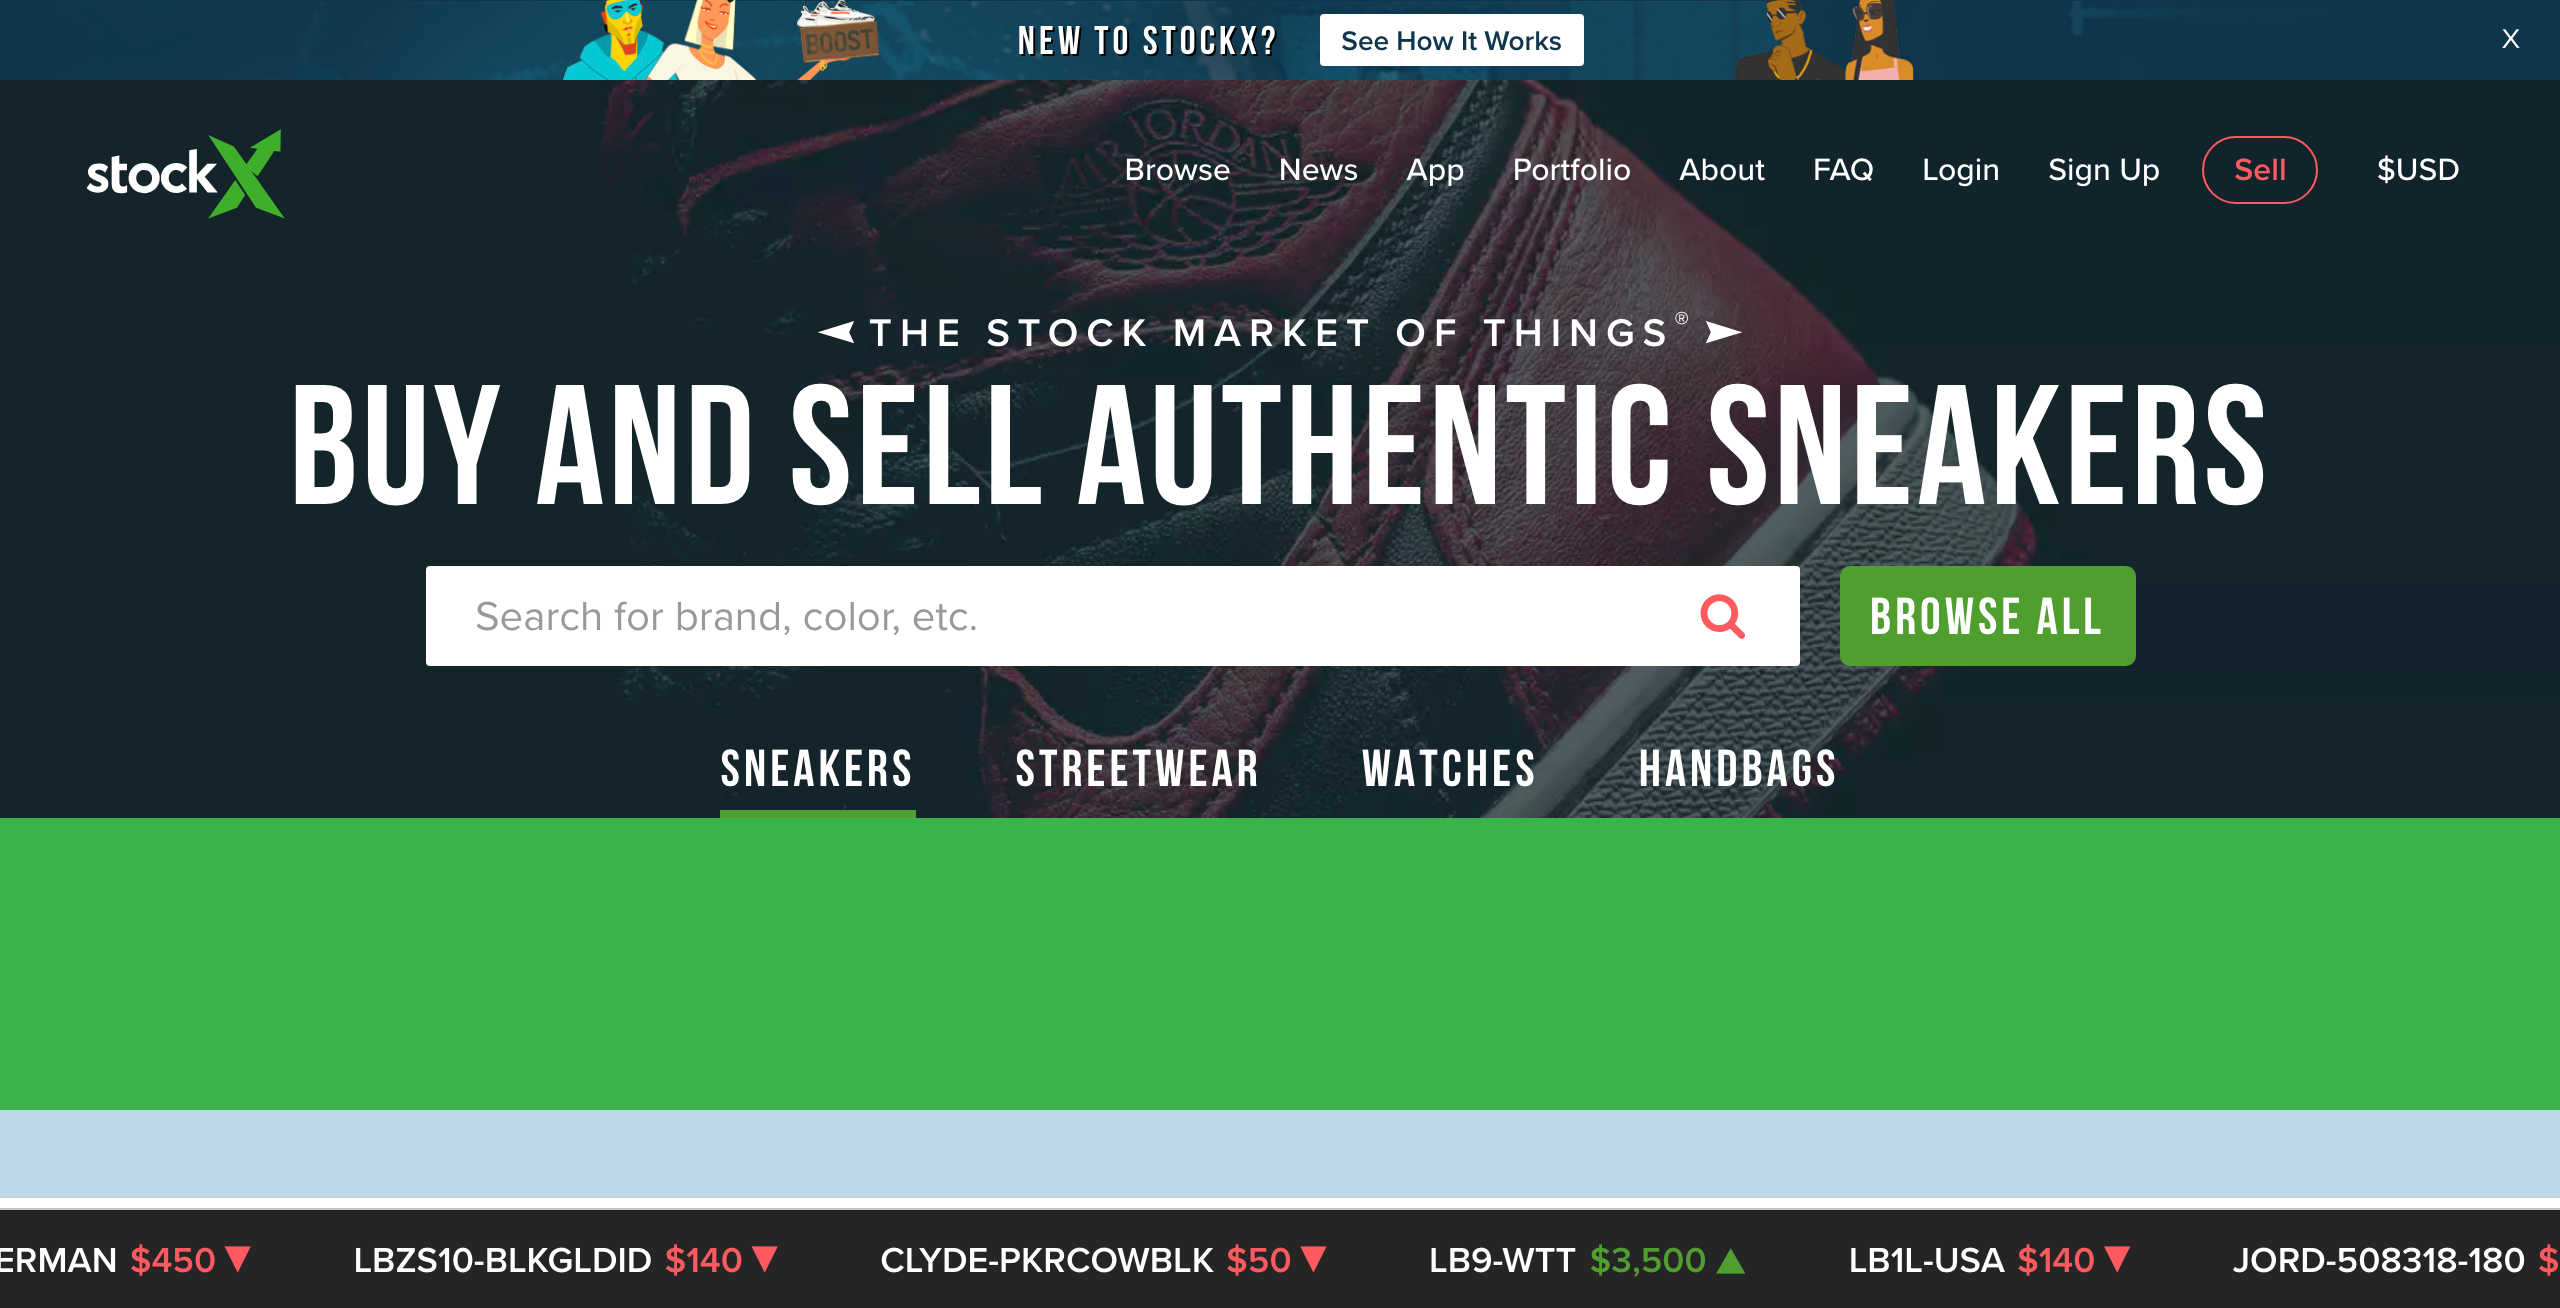 BOOST
NEW TO STOCKX?
See How It Works
X
stockX
Browse News App Portfolio About FAQ Login Sign Up Sell $USD
AIR JORDAN
THE STOCK MARKET OF THINGS®
BUY AND SELL AUTHENTIC SNEAKERS
Search for brand, color, etc.
BROWSE ALL
SNEAKERS STREETWEAR WATCHES HANDBAGS
ERMAN $450 ▼ LBZS10-BLKGLDID $140 ▼ CLYDE-PKRCOWBLK $50 ▼ LB9-WTT $3,500 ▲ LB1L-USA $140 ▼ JORD-508318-180 $